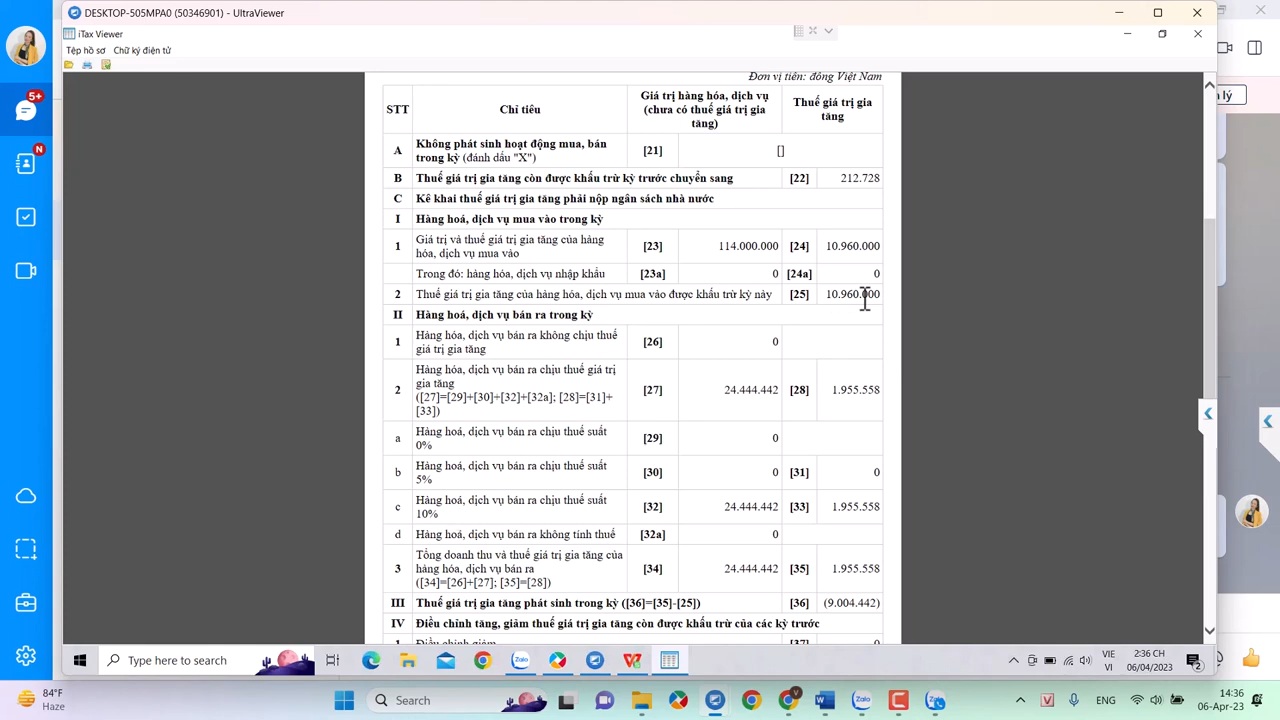 DESKTOP-505MPA0 (50346901) - UltraViewer
iTax Viewer
Tệp hồ sơ Chữ ký điện tử
Đơn vị tiền: đồng Việt Nam
STT Chỉ tiêu Giá trị hàng hóa, dịch vụ (chưa có thuế giá trị gia tăng) Thuế giá trị gia tăng
A Không phát sinh hoạt động mua, bán trong kỳ (đánh dấu "X") [21] []
B Thuế giá trị gia tăng còn được khấu trừ kỳ trước chuyển sang [22] 212.728
C Kê khai thuế giá trị gia tăng phải nộp ngân sách nhà nước
I Hàng hoá, dịch vụ mua vào trong kỳ
1 Giá trị và thuế giá trị gia tăng của hàng hóa, dịch vụ mua vào [23] 114.000.000 [24] 10.960.000
Trong đó: hàng hóa, dịch vụ nhập khẩu [23a] 0 [24a] 0
2 Thuế giá trị gia tăng của hàng hóa, dịch vụ mua vào được khấu trừ kỳ này [25] 10.960.000
II Hàng hoá, dịch vụ bán ra trong kỳ
1 Hàng hóa, dịch vụ bán ra không chịu thuế giá trị gia tăng [26] 0
2 Hàng hóa, dịch vụ bán ra chịu thuế giá trị gia tăng ([27]=[29]+[30]+[32]+[32a]; [28]=[31]+[33]) [27] 24.444.442 [28] 1.955.558
a Hàng hoá, dịch vụ bán ra chịu thuế suất 0% [29] 0
b Hàng hoá, dịch vụ bán ra chịu thuế suất 5% [30] 0 [31] 0
c Hàng hoá, dịch vụ bán ra chịu thuế suất 10% [32] 24.444.442 [33] 1.955.558
d Hàng hoá, dịch vụ bán ra không tính thuế [32a] 0
3 Tổng doanh thu và thuế giá trị gia tăng của hàng hóa, dịch vụ bán ra ([34]=[26]+[27]; [35]=[28]) [34] 24.444.442 [35] 1.955.558
III Thuế giá trị gia tăng phát sinh trong kỳ ([36]=[35]-[25]) [36] (9.004.442)
IV Điều chỉnh tăng, giảm thuế giá trị gia tăng còn được khấu trừ của các kỳ trước
1 Điều chỉnh giảm [37] 0
5+
N
ý lý
Type here to search
Zalo
VIE
VI
2:36 CH
06/04/2023
2
84°F
Haze
Search
ENG
14:36
06-Apr-23